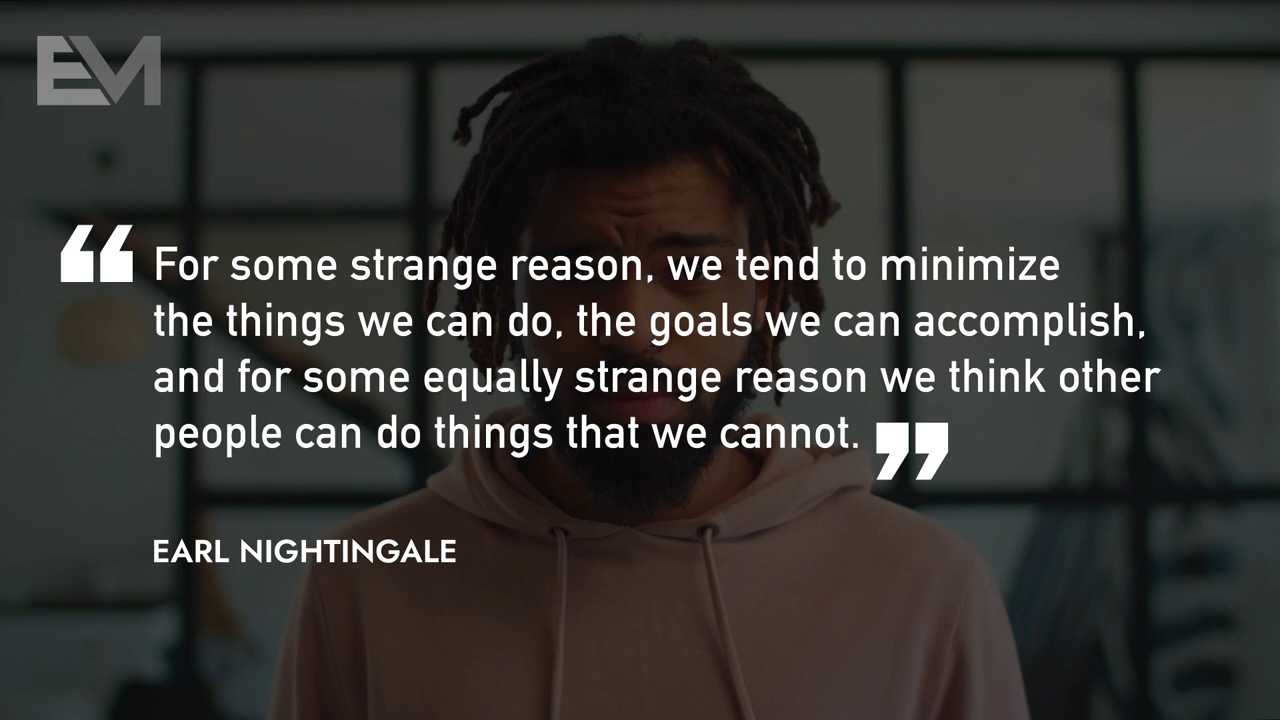 EM
“For some strange reason, we tend to minimize
the things we can do, the goals we can accomplish,
and for some equally strange reason we think other
people can do things that we cannot.”
EARL NIGHTINGALE